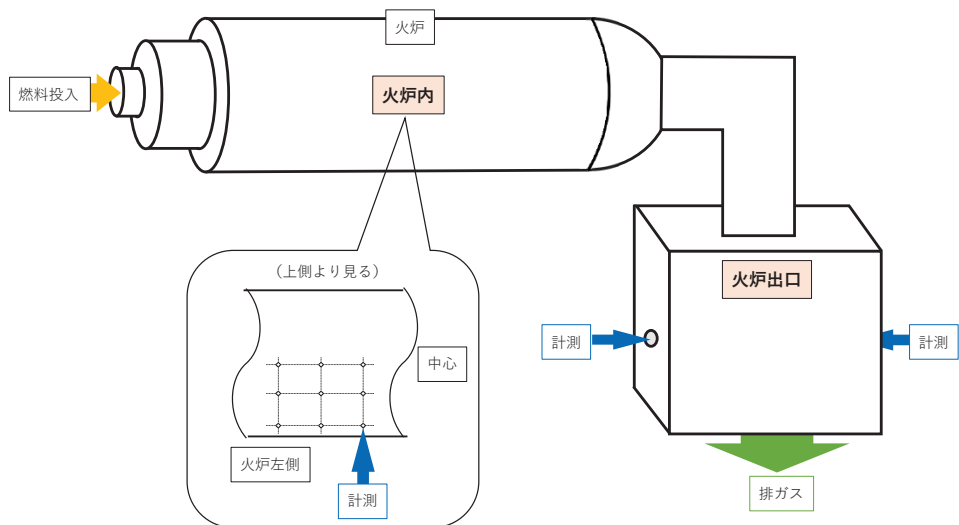 火炉
燃料投入
火炉内
（上側より見る）
火炉出口
計測
計測
中心
火炉左側
計測
排ガス